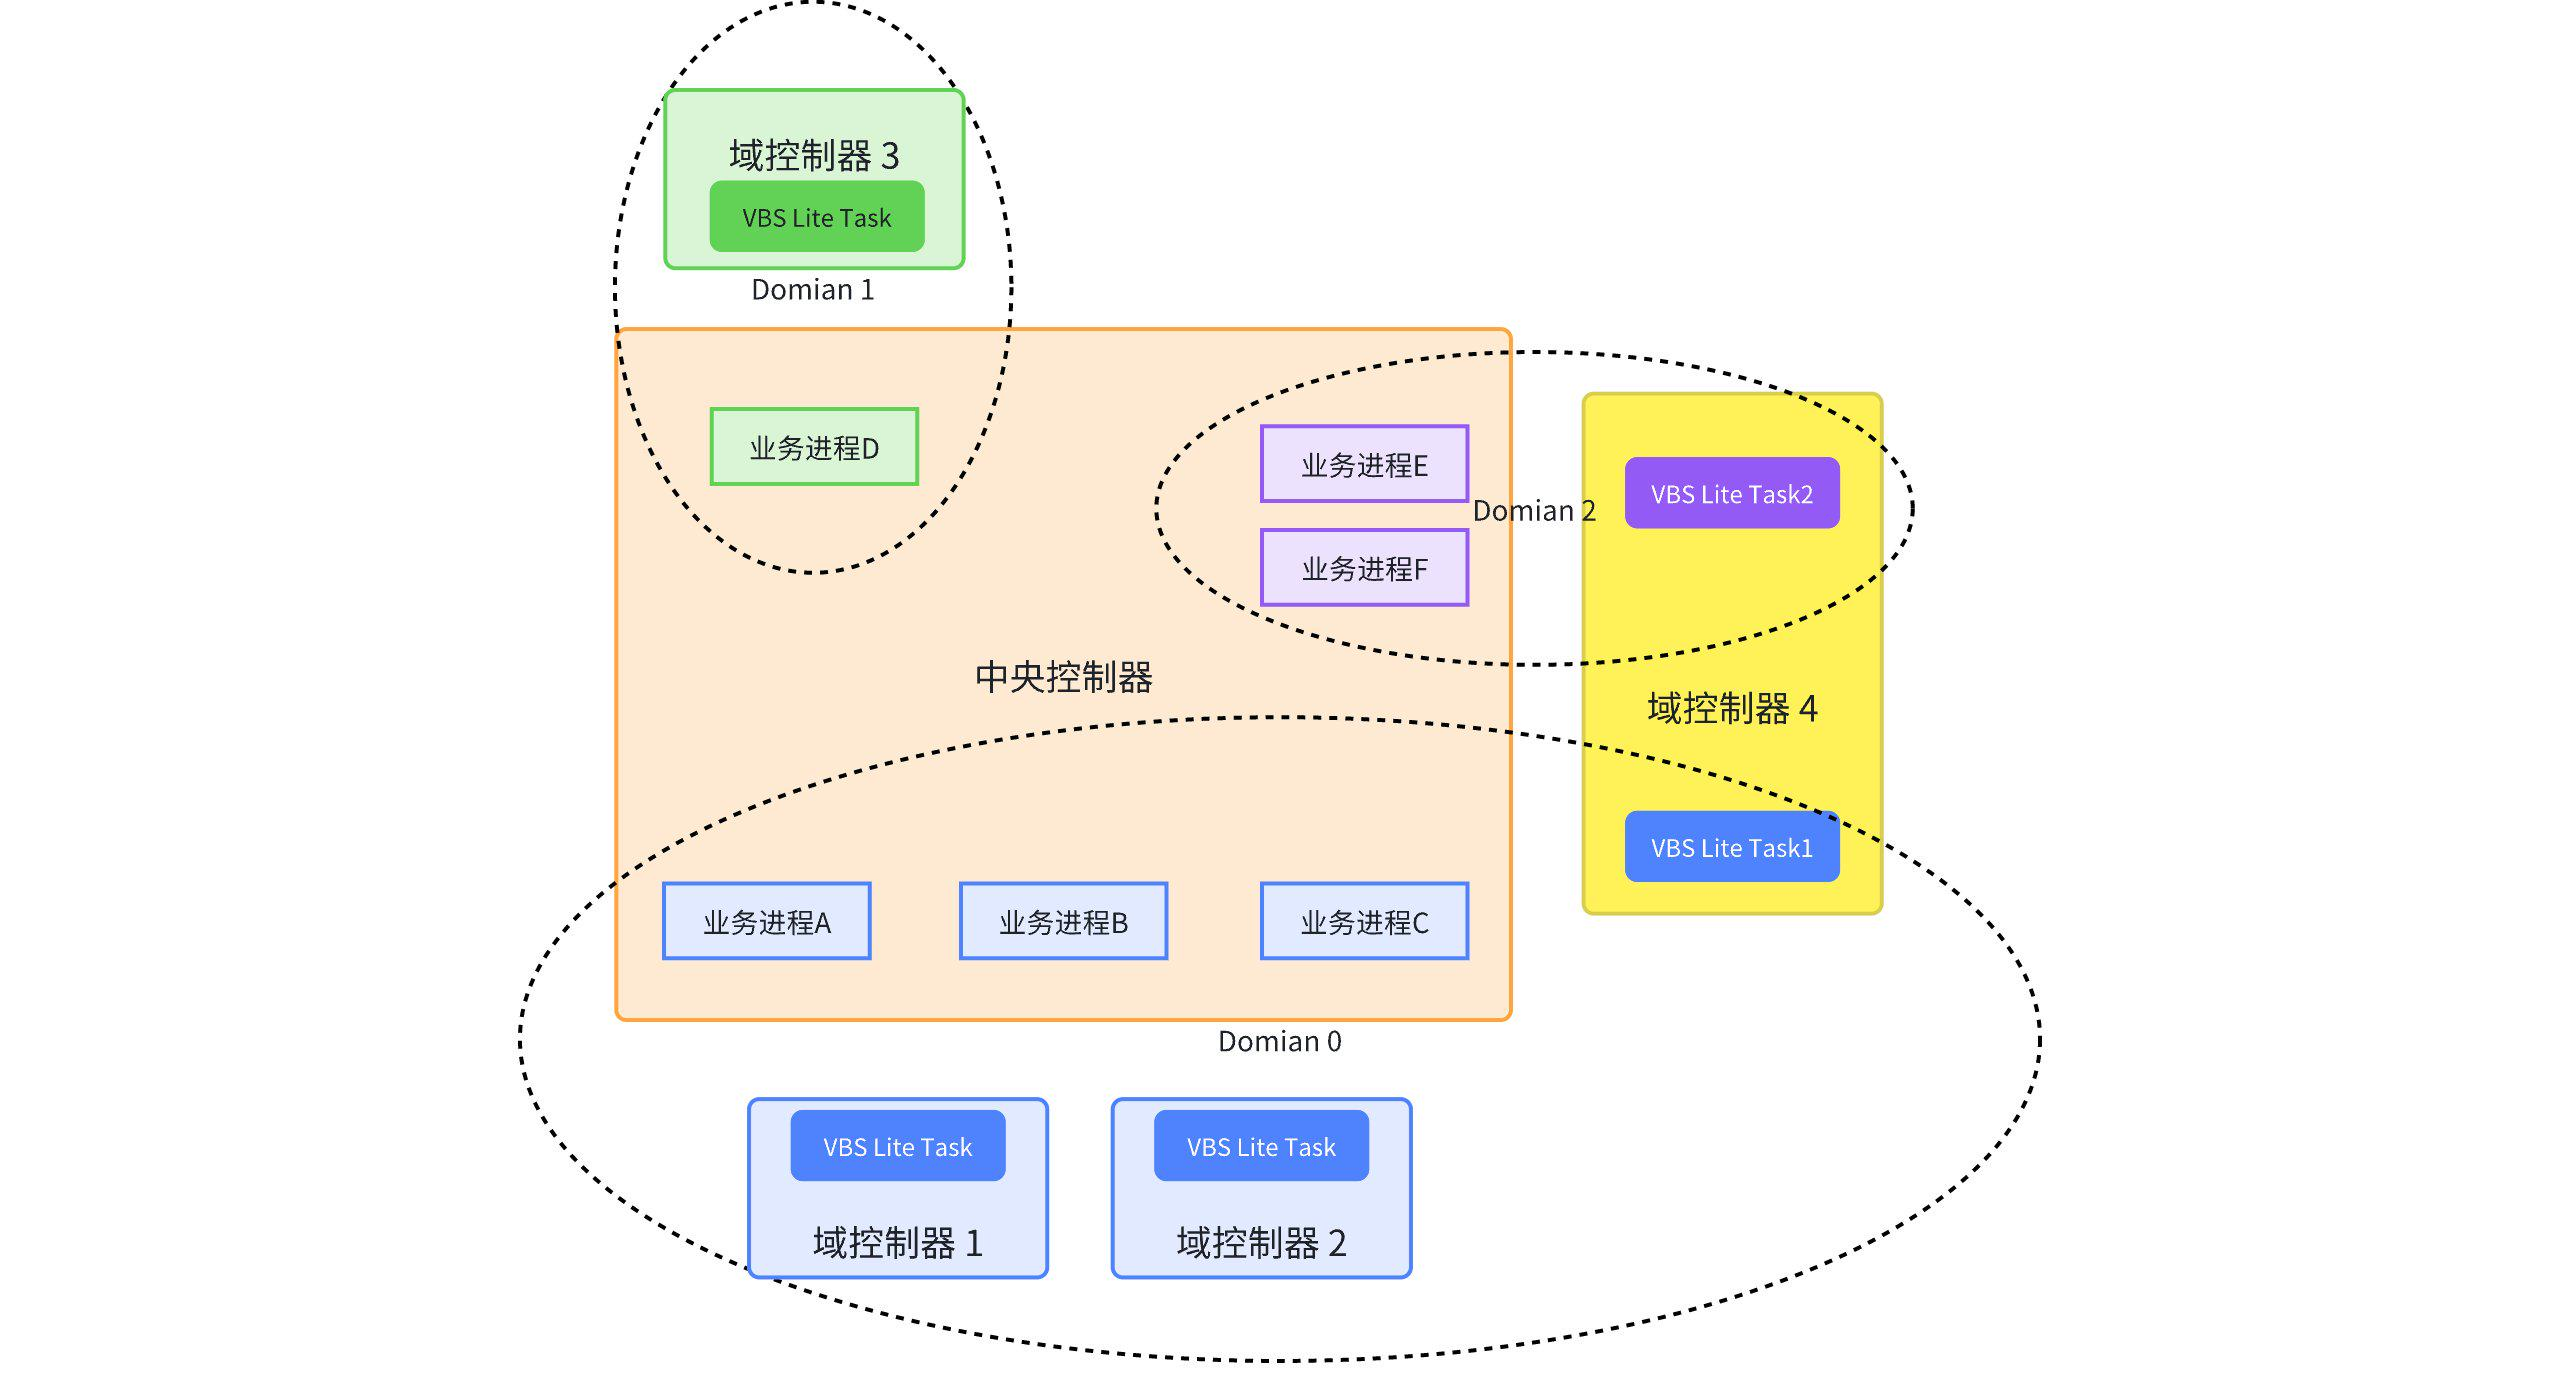 域控制器 3
VBS Lite Task
Domian 1
业务进程D
业务进程E
Domian 2
业务进程F
VBS Lite Task2
中央控制器
域控制器 4
VBS Lite Task1
业务进程A
业务进程B
业务进程C
Domian 0
VBS Lite Task
域控制器 1
VBS Lite Task
域控制器 2